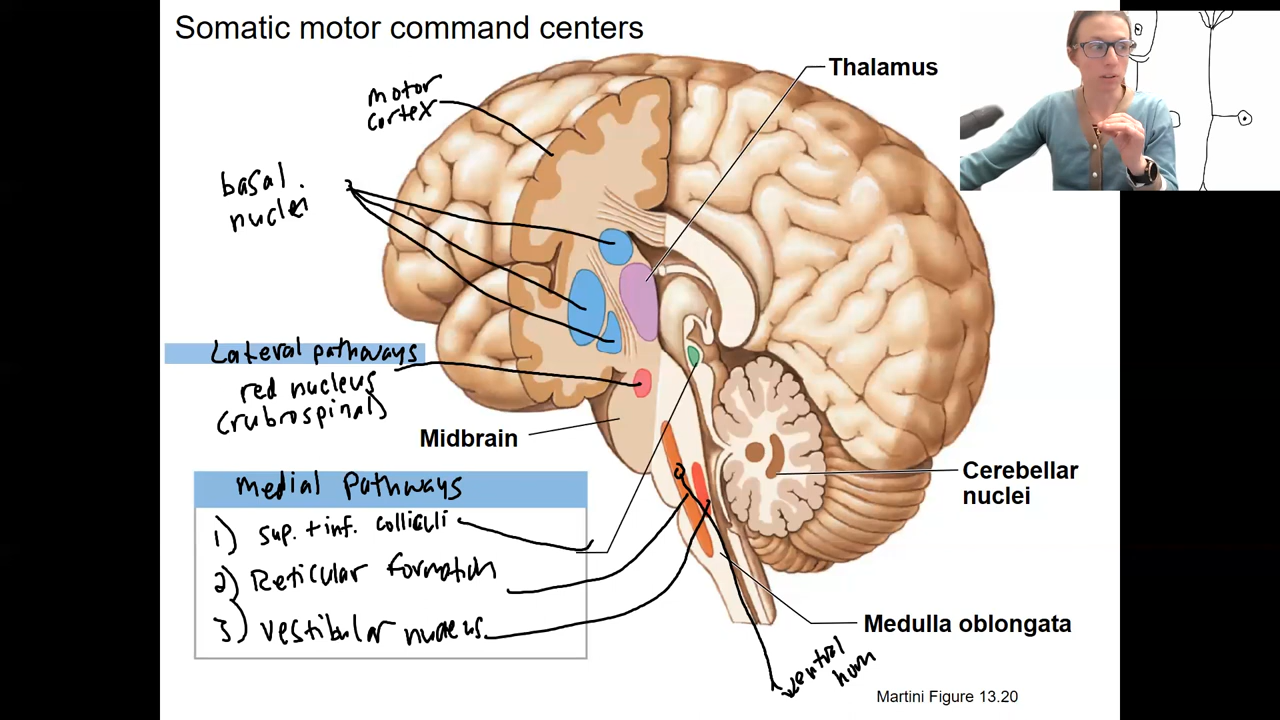 Somatic motor command centers
motor
cortex
Thalamus
basal
nuclei
Lateral pathways
red nucleus
(rubrospinal)
Midbrain
Cerebellar
nuclei
Medial Pathways
1) sup. + inf. colliculi
2) Reticular formation
3) vestibular nucleus
Medulla oblongata
ventral
horn
Martini Figure 13.20